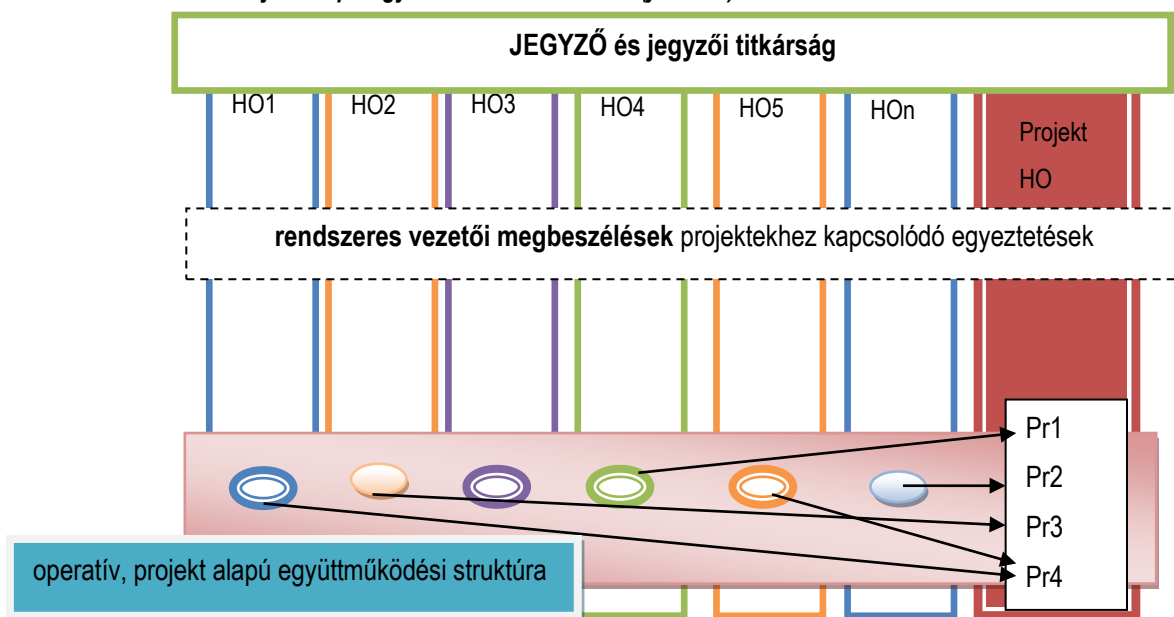 JEGYZŐ és jegyzői titkárság
HO1 HO2 HO3 HO4 HO5 HOn
Projekt
HO
rendszeres vezetői megbeszélések projektekhez kapcsolódó egyeztetések
Pr1
Pr2
Pr3
Pr4
operatív, projekt alapú együttműködési struktúra